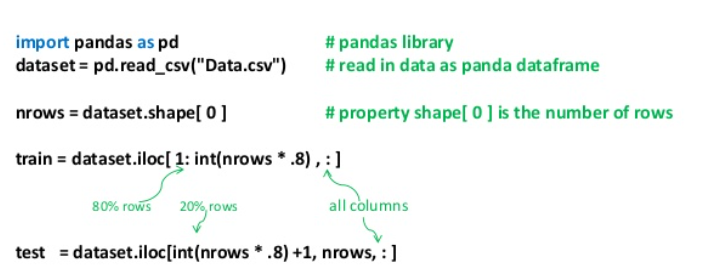 import pandas as pd # pandas library
dataset = pd.read_csv("Data.csv") # read in data as panda dataframe
nrows = dataset.shape[ 0 ] # property shape[ 0 ] is the number of rows
train = dataset.iloc[ 1: int(nrows * .8) , : ]
80% rows 20% rows all columns
test = dataset.iloc[int(nrows * .8) +1, nrows, : ]